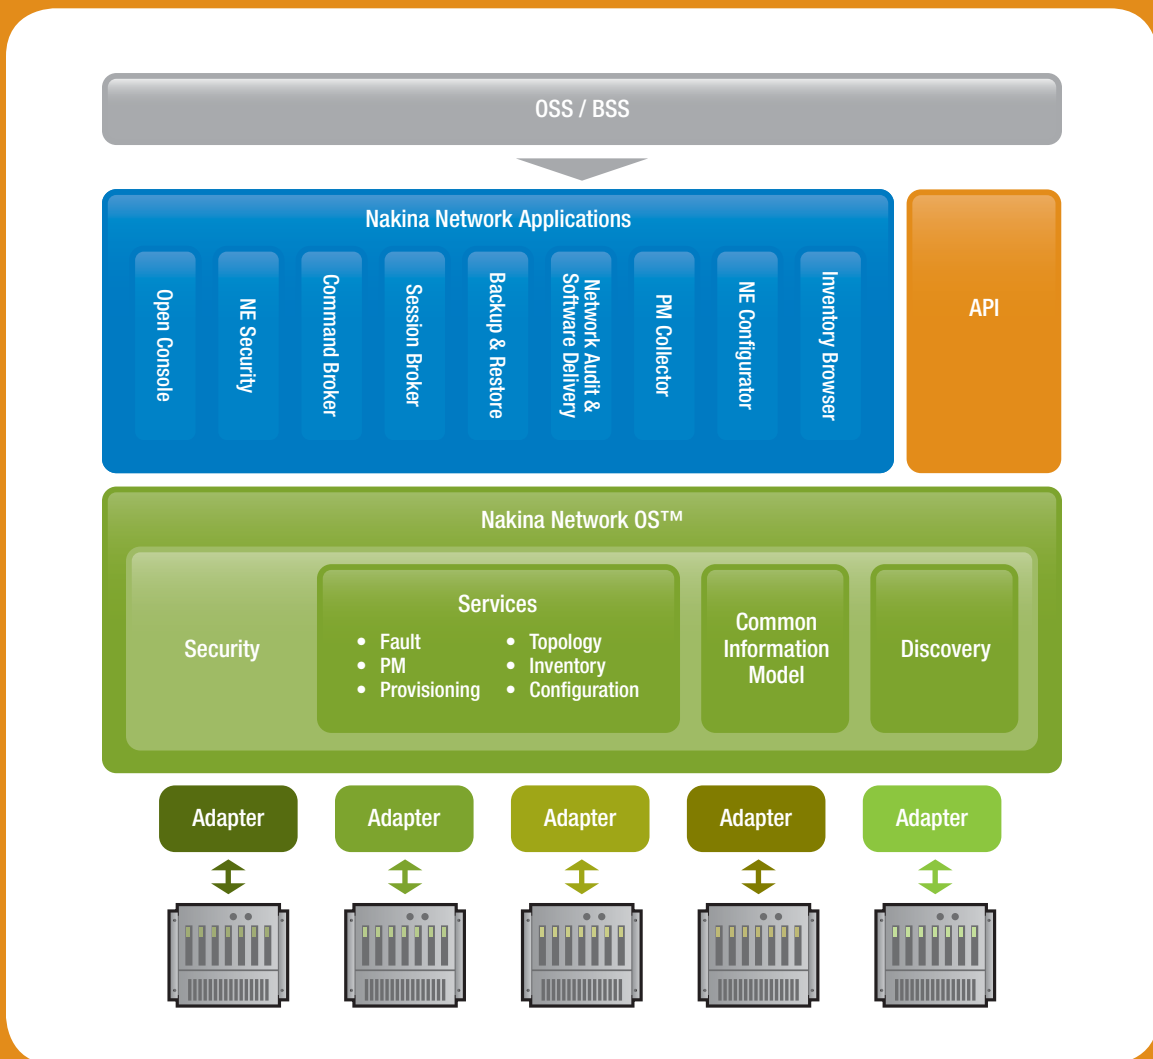 OSS / BSS
Nakina Network Applications
Open Console
NE Security
Command Broker
Session Broker
Backup & Restore
Network Audit &
Software Delivery
PM Collector
NE Configurator
Inventory Browser
API
Nakina Network OS™
Security
Services
• Fault
• PM
• Provisioning
• Topology
• Inventory
• Configuration
Common
Information
Model
Discovery
Adapter
Adapter
Adapter
Adapter
Adapter